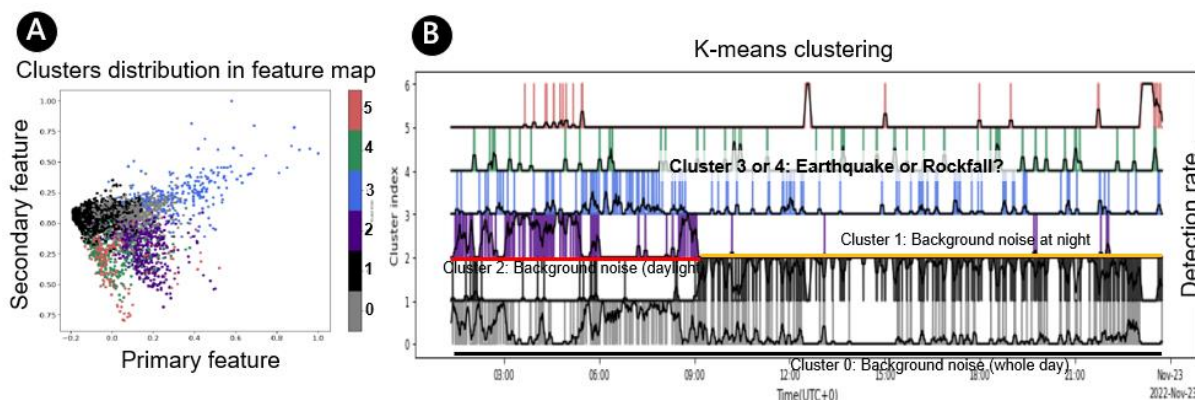 A
Clusters distribution in feature map
1.00
0.75
0.50
0.25
0.00
0.25
0.50
0.75
-0.2
0.0
0.2
0.4
0.6
0.8
1.0
Secondary feature
Primary feature
5
4
3
2
1
0
B
K-means clustering
6
5
4
3
2
1
0
Cluster index
Cluster 3 or 4: Earthquake or Rockfall?
Cluster 1: Background noise at night
Cluster 2: Background noise (daylight)
Cluster 0: Background noise (whole day)
Detection rate
03:00
06:00
09:00
12:00
15:00
18:00
21:00
Nov-23
2022-Nov-23
Time(UTC+0)